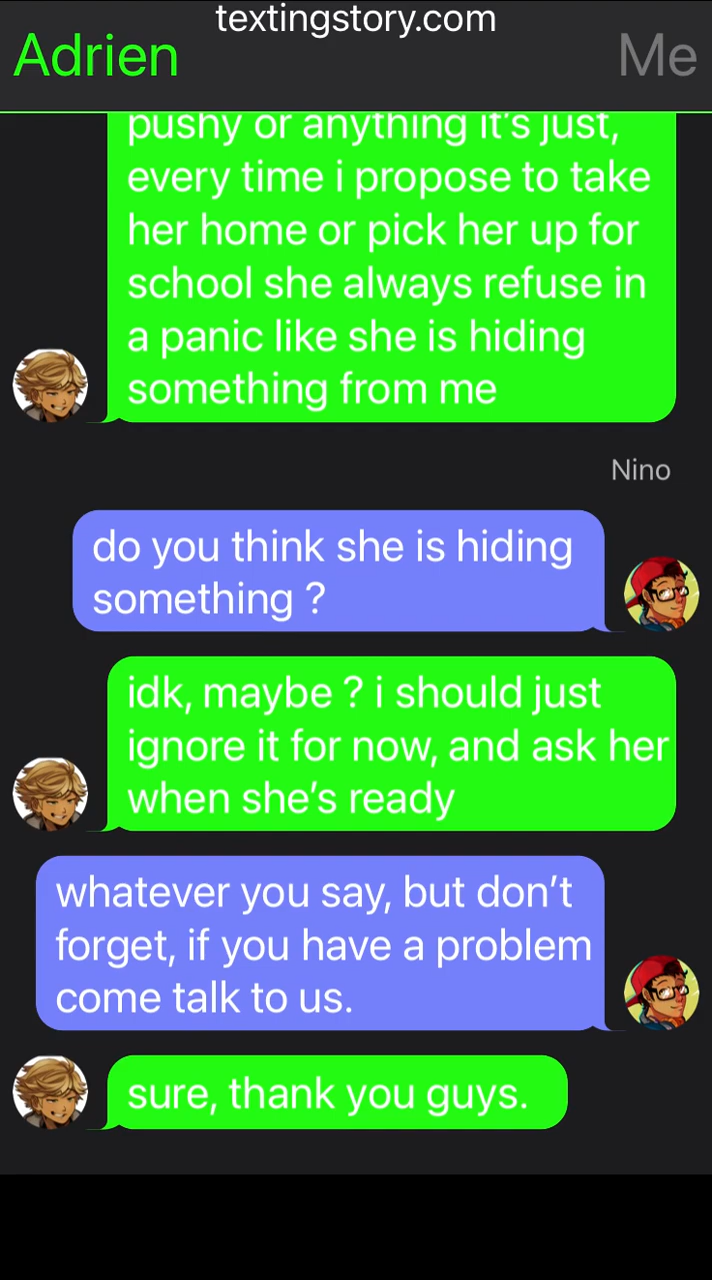 textingstory.com
Adrien
Me
pushy or anything it's just,
every time i propose to take
her home or pick her up for
school she always refuse in
a panic like she is hiding
something from me
Nino
do you think she is hiding
something ?
idk, maybe ? i should just
ignore it for now, and ask her
when she's ready
whatever you say, but don't
forget, if you have a problem
come talk to us.
sure, thank you guys.